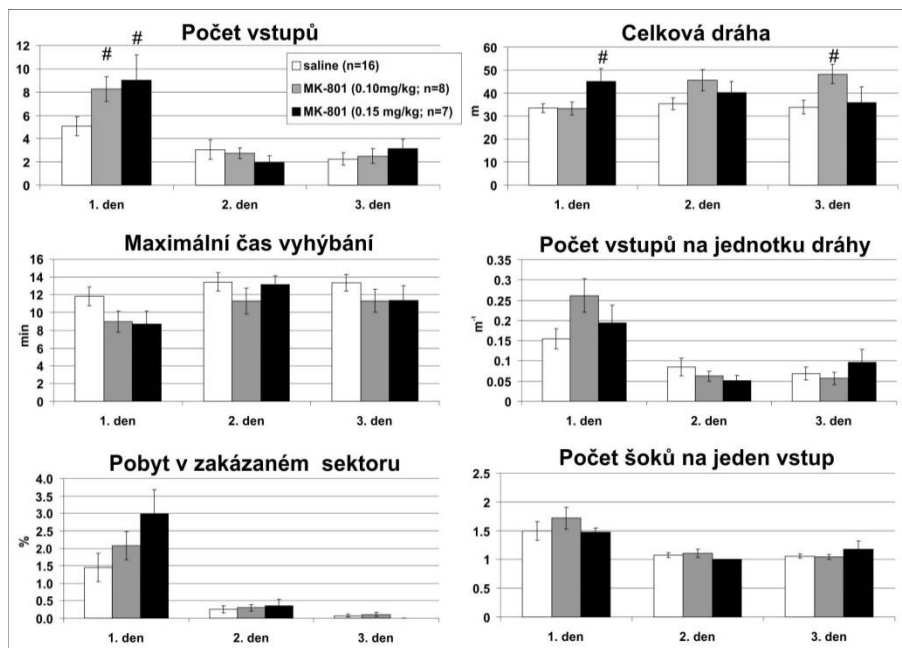 Počet vstupů
12
10
8
6
4
2
0
# #
saline (n=16)
MK-801 (0.10mg/kg; n=8)
MK-801 (0.15 mg/kg; n=7)
1. den 2. den 3. den
Celková dráha
m
60
50
40
30
20
10
0
# #
1. den 2. den 3. den
Maximální čas vyhýbání
min
16
14
12
10
8
6
4
2
0
1. den 2. den 3. den
Počet vstupů na jednotku dráhy
m-1
0.35
0.3
0.25
0.2
0.15
0.1
0.05
0
1. den 2. den 3. den
Pobyt v zakázaném sektoru
%
4.0
3.5
3.0
2.5
2.0
1.5
1.0
0.5
0.0
1. den 2. den 3. den
Počet šoků na jeden vstup
2.5
2
1.5
1
0.5
0
1. den 2. den 3. den